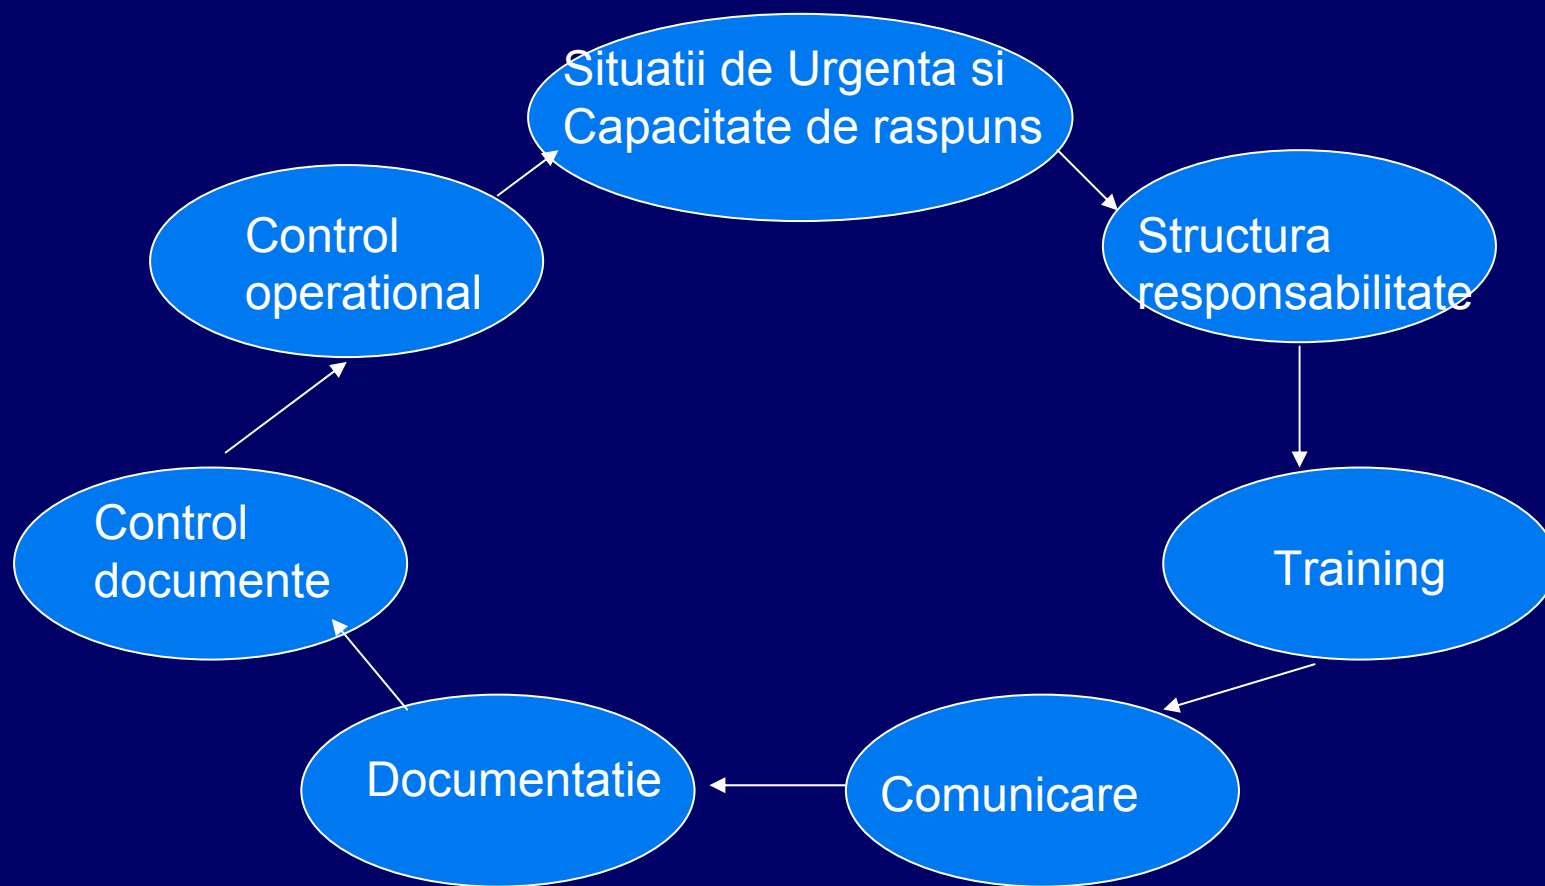 Situatii de Urgenta si
Capacitate de raspuns
Control
operational
Structura
responsabilitate
Control
documente
Training
Documentatie
Comunicare